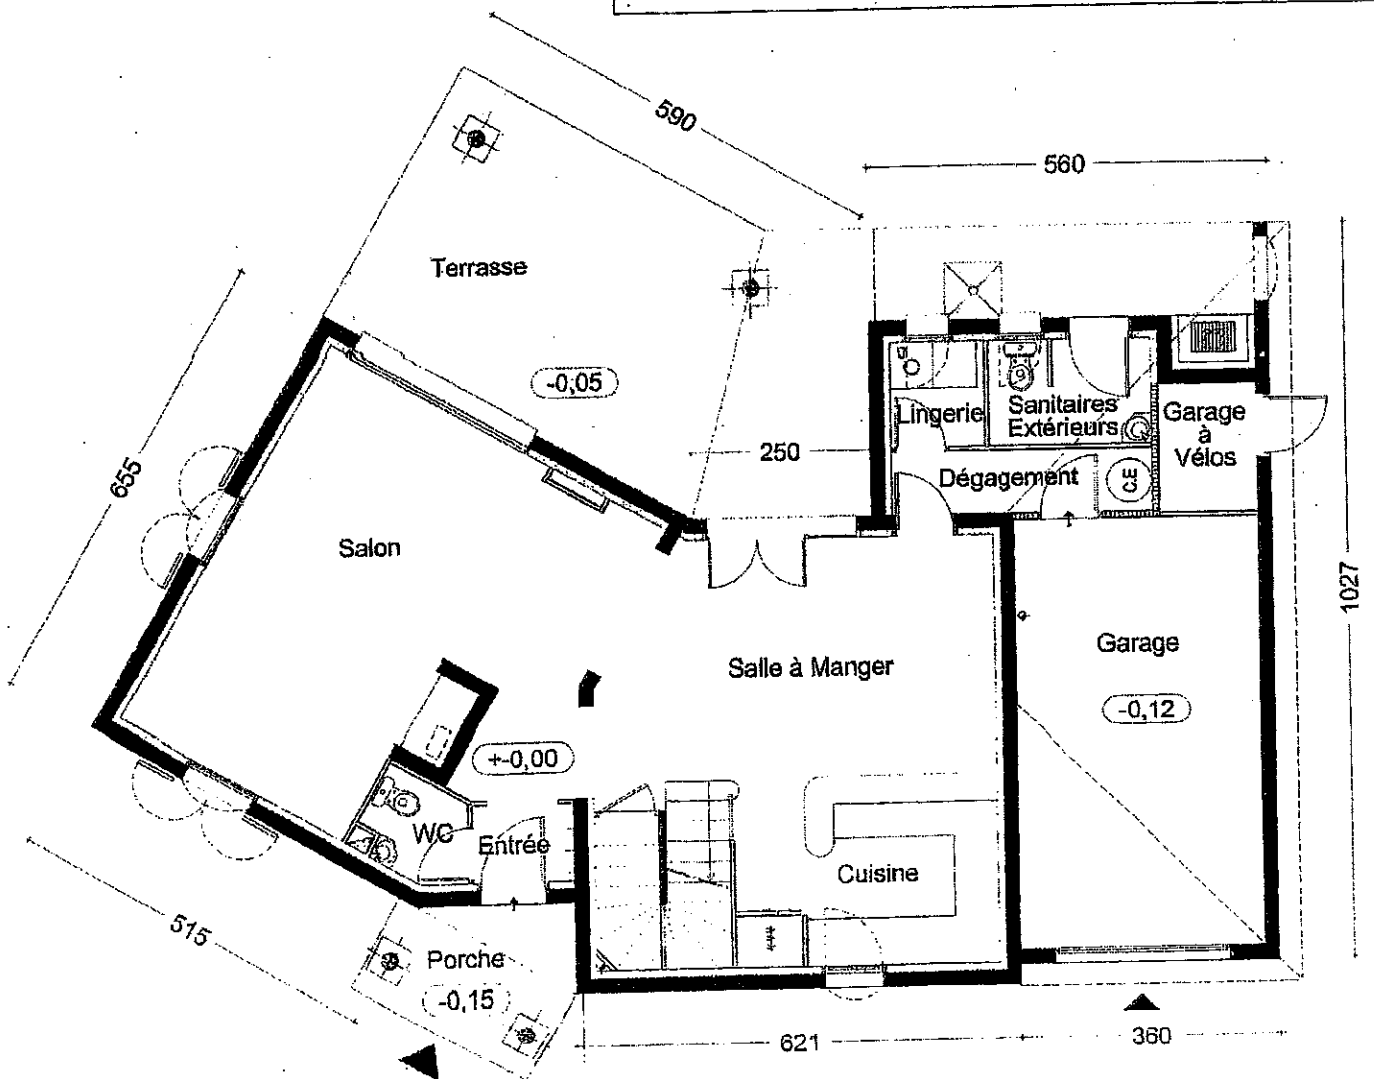 590
560
Terrasse
-0,05
655
250
Lingerie
Sanitaires
Extérieurs
Garage
à
Vélos
Dégagement
C.E
Salon
1027
Salle à Manger
Garage
-0,12
+-0,00
WC
Entrée
Cuisine
515
Porche
-0,15
621
360